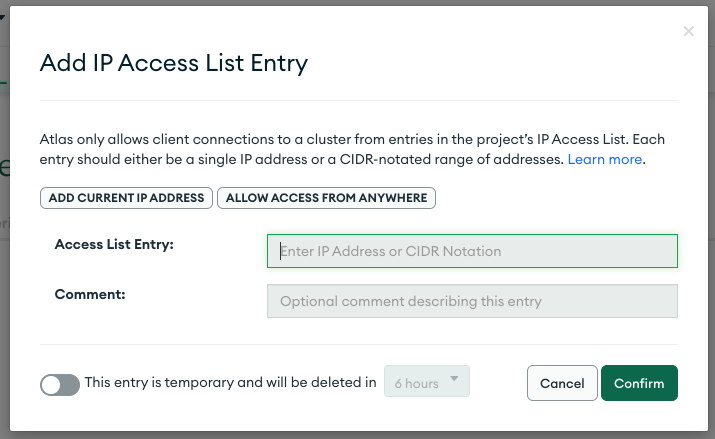 ×
Add IP Access List Entry
Atlas only allows client connections to a cluster from entries in the project's IP Access List. Each
entry should either be a single IP address or a CIDR-notated range of addresses. Learn more.
ADD CURRENT IP ADDRESS ALLOW ACCESS FROM ANYWHERE
Access List Entry: Enter IP Address or CIDR Notation
Comment: Optional comment describing this entry
This entry is temporary and will be deleted in 6 hours Cancel Confirm